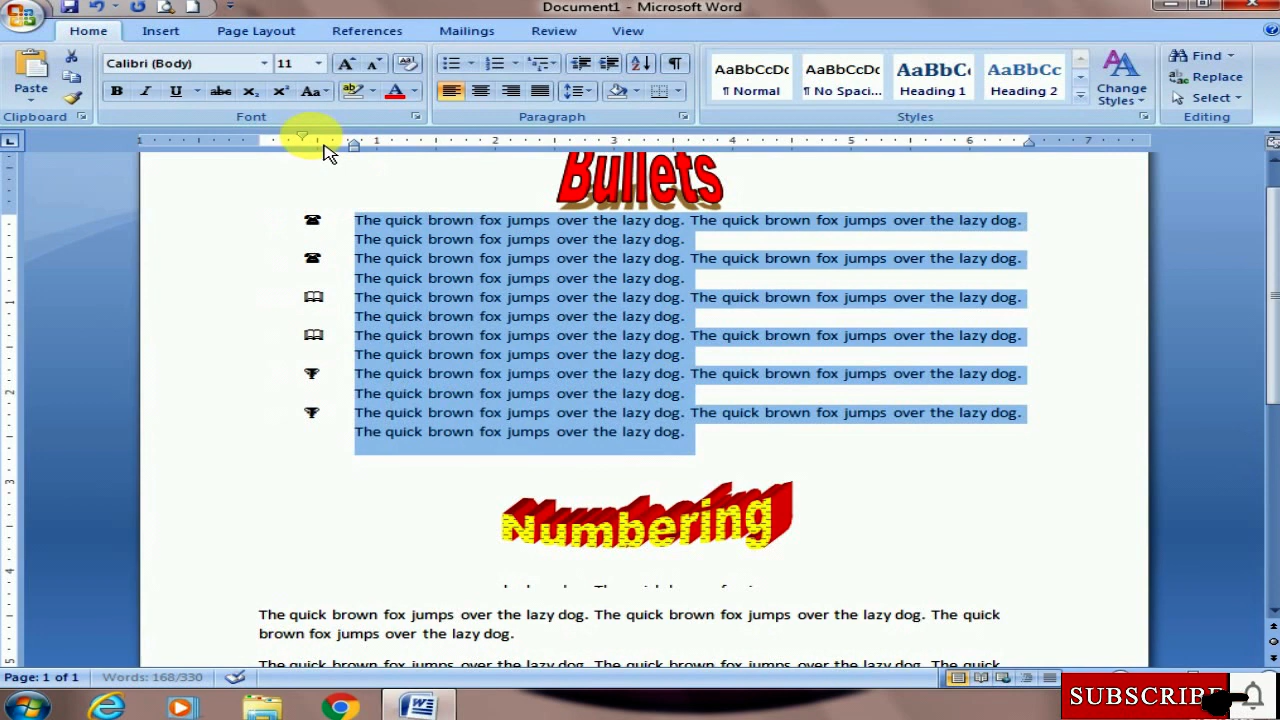 Document1 - Microsoft Word
Home Insert Page Layout References Mailings Review View
Calibri (Body) 11
Paste
B I U abc x₂ x² Aa
AaBbCcDc AaBbCcDc AaBbCc AaBbCc
¶ Normal ¶ No Spaci... Heading 1 Heading 2
Change Styles
Find
Replace
Select
Clipboard Font Paragraph Styles Editing
1 1 2 3 4 5 6 7
Bullets
The quick brown fox jumps over the lazy dog. The quick brown fox jumps over the lazy dog.
The quick brown fox jumps over the lazy dog.
The quick brown fox jumps over the lazy dog. The quick brown fox jumps over the lazy dog.
The quick brown fox jumps over the lazy dog.
The quick brown fox jumps over the lazy dog. The quick brown fox jumps over the lazy dog.
The quick brown fox jumps over the lazy dog.
The quick brown fox jumps over the lazy dog. The quick brown fox jumps over the lazy dog.
The quick brown fox jumps over the lazy dog.
The quick brown fox jumps over the lazy dog. The quick brown fox jumps over the lazy dog.
The quick brown fox jumps over the lazy dog.
The quick brown fox jumps over the lazy dog. The quick brown fox jumps over the lazy dog.
The quick brown fox jumps over the lazy dog.
Numbering
The quick brown fox jumps over the lazy dog. The quick brown fox jumps over the lazy dog. The quick
brown fox jumps over the lazy dog.
The quick brown fox jumps over the lazy dog. The quick brown fox jumps over the lazy dog. The quick
Page: 1 of 1 Words: 168/330
SUBSCRIBE